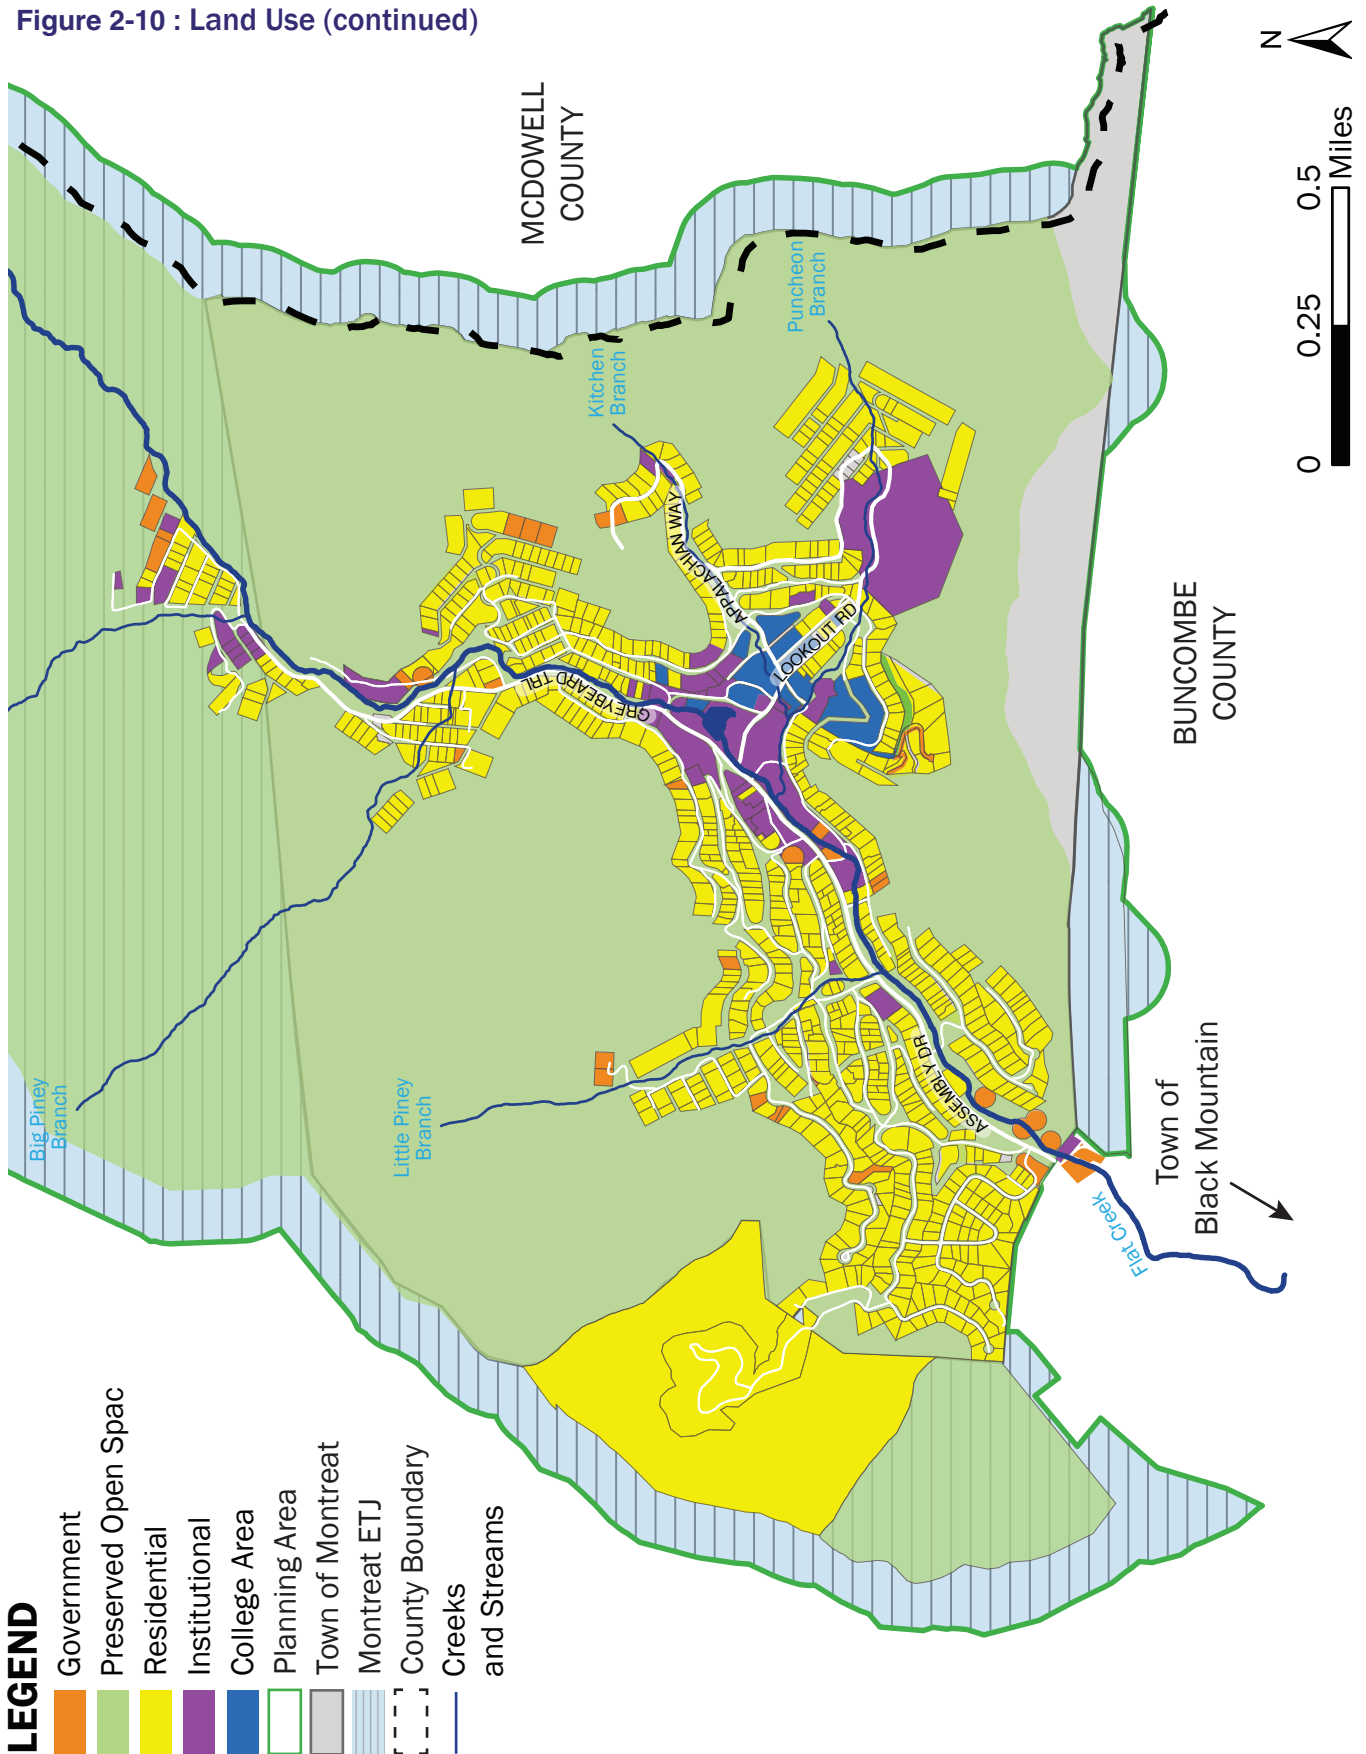 Figure 2-10 : Land Use (continued)
N
MCDOWELL
COUNTY
Puncheon
Branch
Kitchen
Branch
0
0.25
0.5
Miles
APPALACHIAN WAY
LOOKOUT RD
GREYBEARD TRL
BUNCOMBE
COUNTY
ASSEMBLY DR
Big Piney
Branch
Little Piney
Branch
Town of
Black Mountain
Flat Creek
LEGEND
Government
Preserved Open Spac
Residential
Institutional
College Area
Planning Area
Town of Montreat
Montreat ETJ
County Boundary
Creeks
and Streams